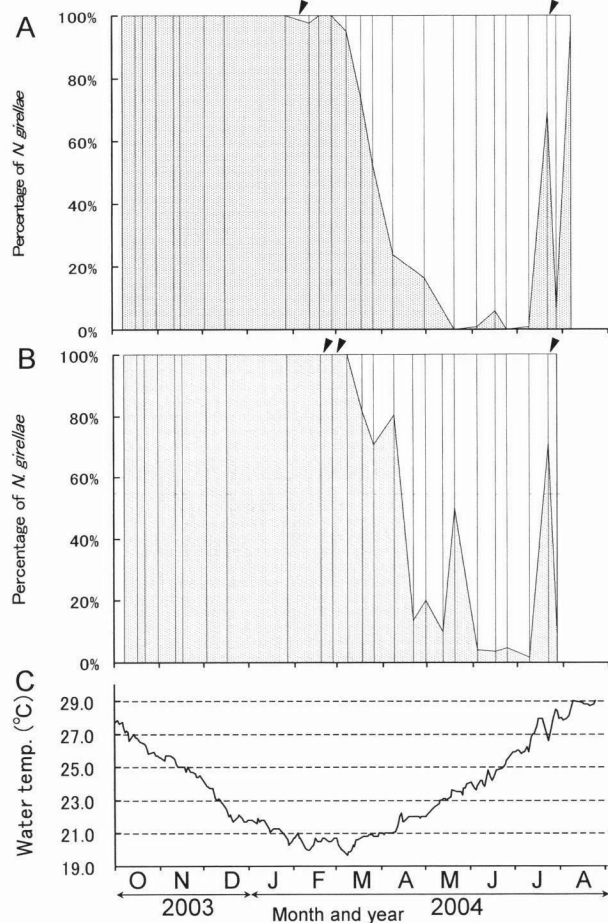 A
100%
80%
60%
40%
20%
0%
Percentage of N. girellae
B
100%
80%
60%
40%
20%
0%
Percentage of N. girellae
C
29.0
27.0
25.0
23.0
21.0
19.0
Water temp. (°C)
O N D J F M A M J J A
2003 2004
Month and year